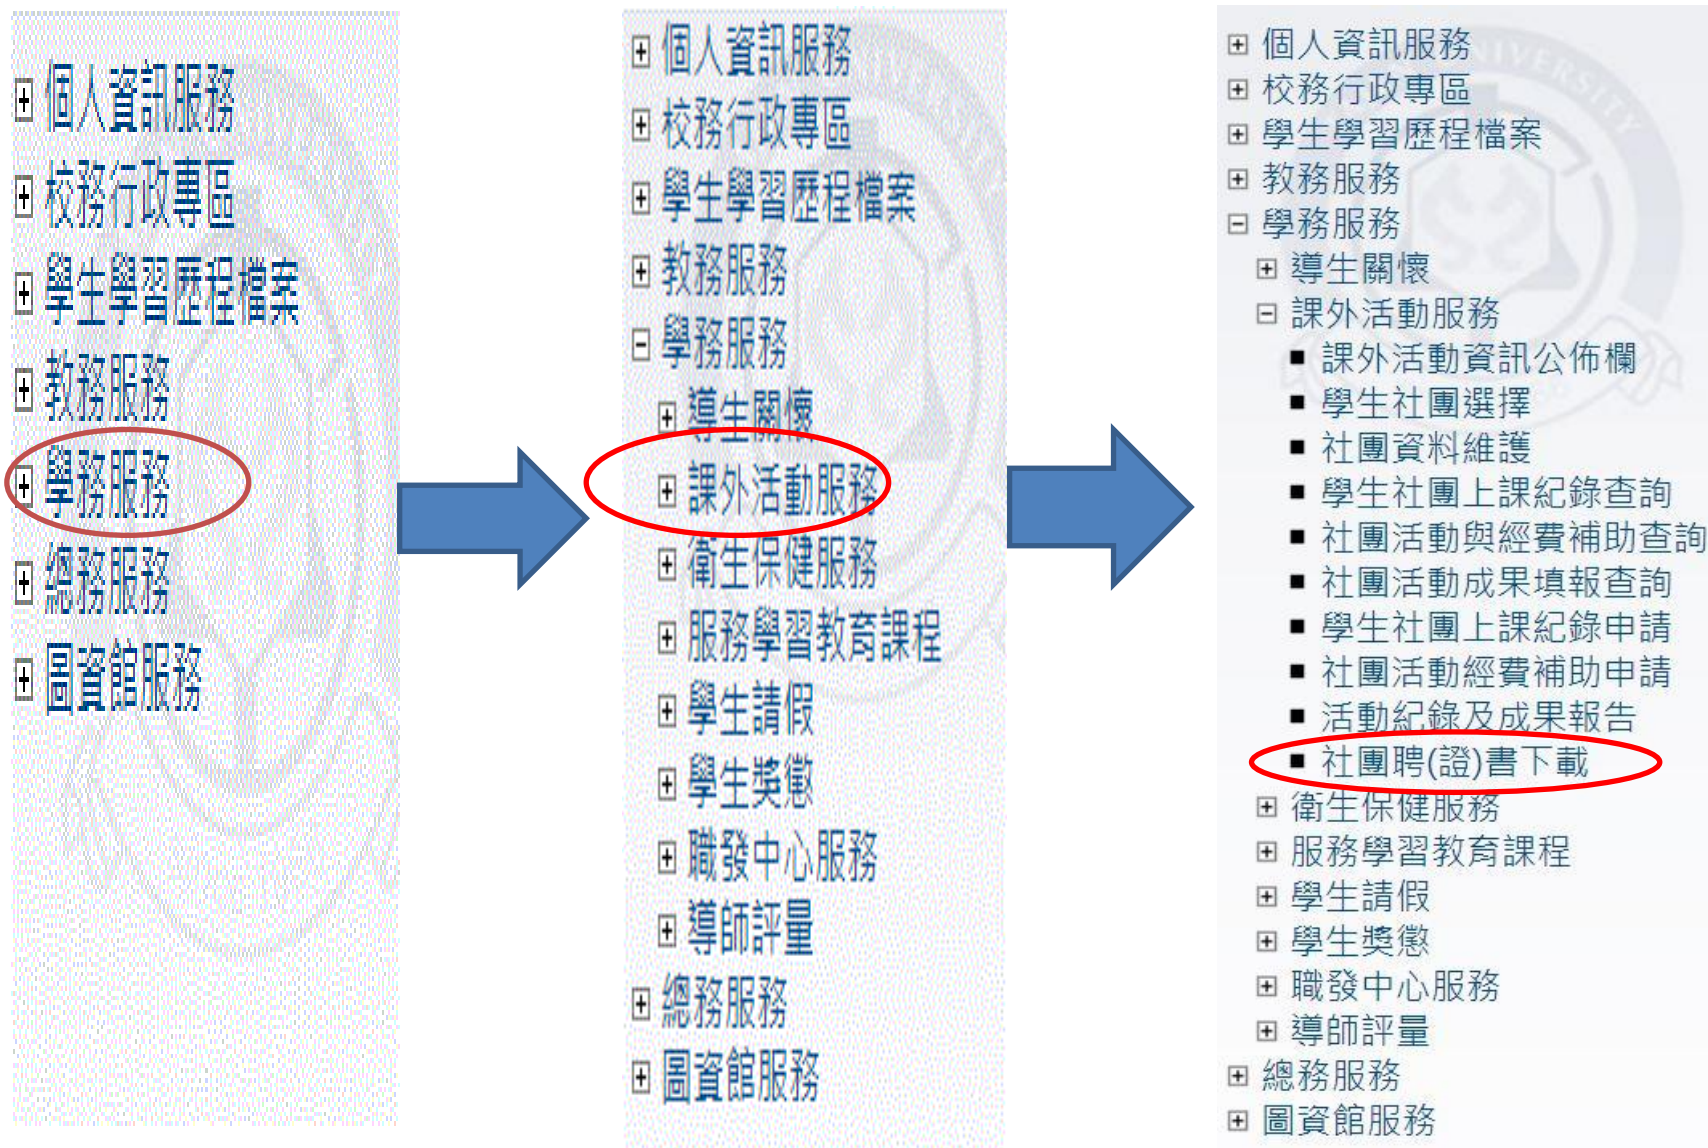 個人資訊服務
校務行政專區
學生學習歷程檔案
教務服務
學務服務
總務服務
圖資館服務
個人資訊服務
校務行政專區
學生學習歷程檔案
教務服務
學務服務
導生關懷
課外活動服務
衛生保健服務
服務學習教育課程
學生請假
學生獎懲
職發中心服務
導師評量
總務服務
圖資館服務
個人資訊服務
校務行政專區
學生學習歷程檔案
教務服務
學務服務
導生關懷
課外活動服務
課外活動資訊公佈欄
學生社團選擇
社團資料維護
學生社團上課紀錄查詢
社團活動與經費補助查詢
社團活動成果填報查詢
學生社團上課紀錄申請
社團活動經費補助申請
活動紀錄及成果報告
社團聘(證)書下載
衛生保健服務
服務學習教育課程
學生請假
學生獎懲
職發中心服務
導師評量
總務服務
圖資館服務